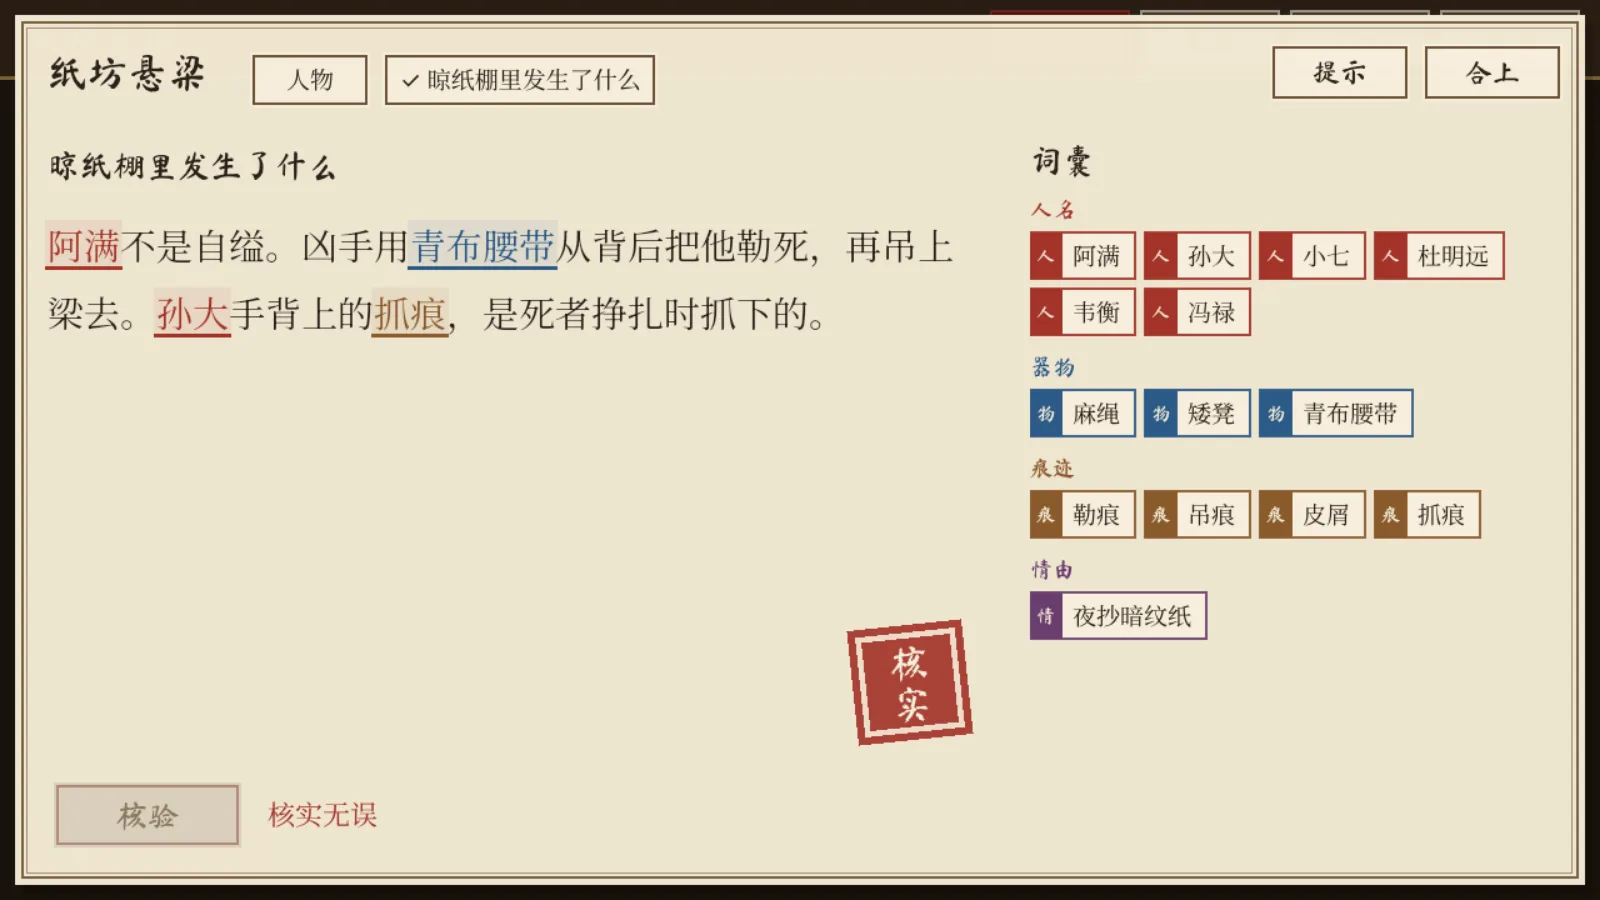 纸坊悬梁
人物
✓ 晾纸棚里发生了什么
提示
合上
晾纸棚里发生了什么
阿满不是自缢。凶手用青布腰带从背后把他勒死，再吊上
梁去。孙大手背上的抓痕，是死者挣扎时抓下的。
核实
核验
核实无误
词囊
人名
人 阿满 人 孙大 人 小七 人 杜明远
人 韦衡 人 冯禄
器物
物 麻绳 物 矮凳 物 青布腰带
痕迹
痕 勒痕 痕 吊痕 痕 皮屑 痕 抓痕
情由
情 夜抄暗纹纸